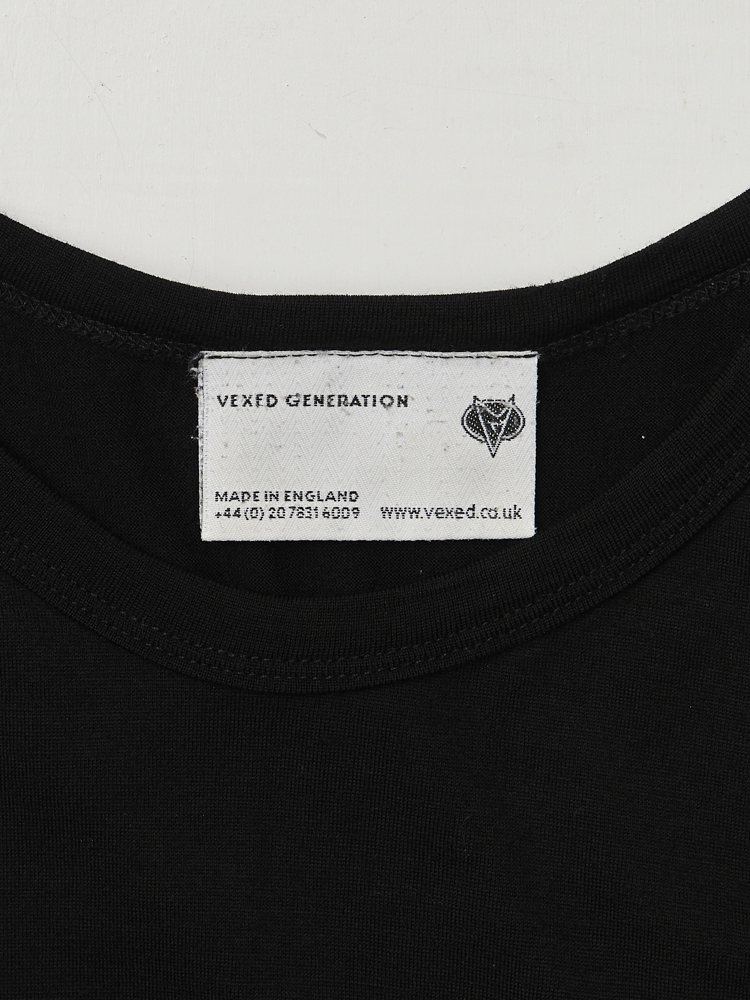 VEXED GENERATION
MADE IN ENGLAND
+44 (0) 20 7831 6009 www.vexed.co.uk